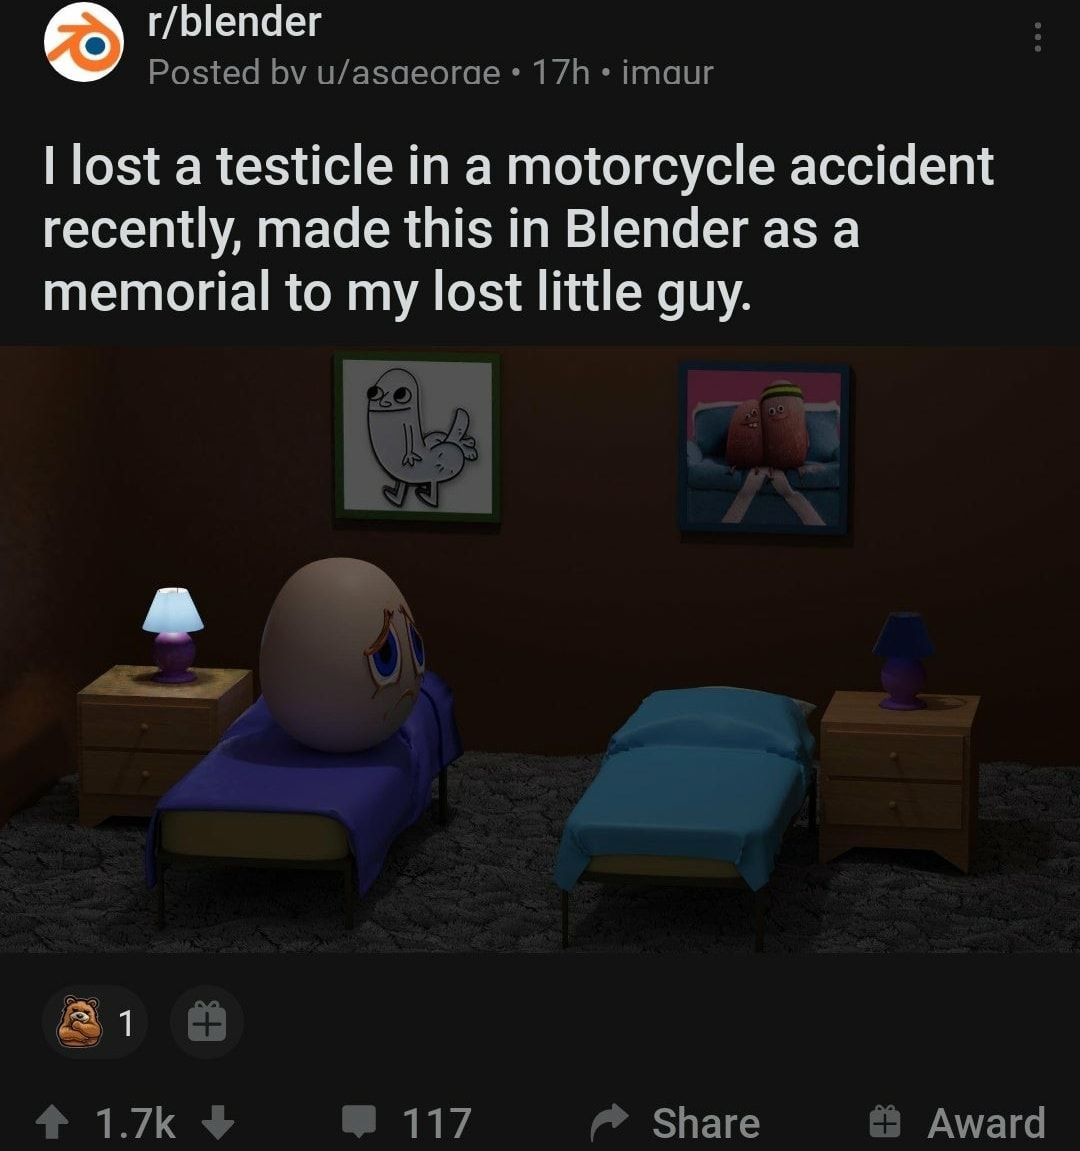 r/blender
Posted by u/asgeorge • 17h • imgur
I lost a testicle in a motorcycle accident
recently, made this in Blender as a
memorial to my lost little guy.
1
1.7k 117 Share Award